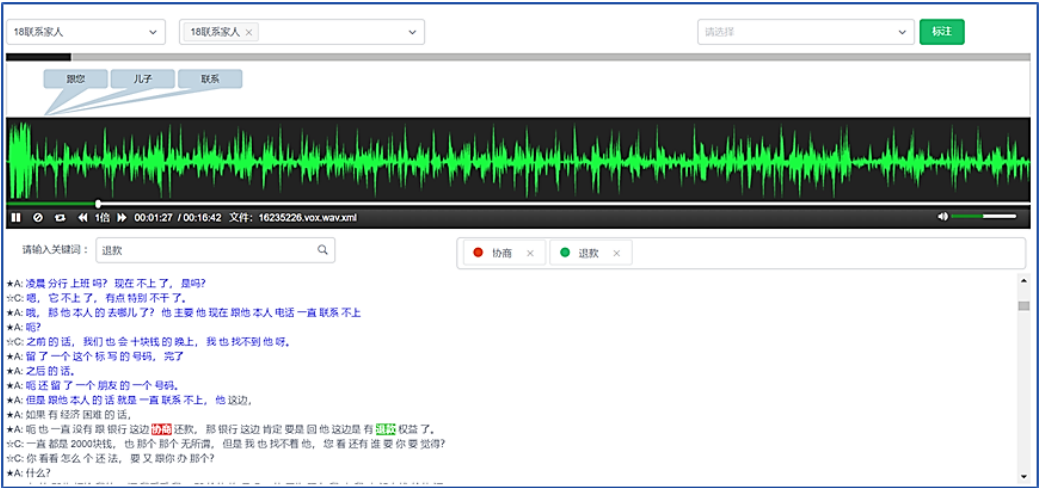 18联系家人 18联系家人 × 请选择 标注
跟您 儿子 联系
1倍 00:01:27 / 00:16:42 文件: 16235226.vox.wav.xml
请输入关键词： 退款 协商 × 退款 ×
★A: 凌晨 分行 上班 吗? 现在 不上 了, 是吗?
☆C: 嗯, 它 不上 了, 有点 特别 不干 了。
★A: 哦, 那 他 本人 的 去哪儿 了? 他 主要 他 现在 跟他 本人 电话 一直 联系 不上
★A: 呃?
☆C: 之前 的 话, 我们 也 会 十块钱 的 晚上, 我 也 找不到 他 呀。
★A: 留 了 一个 这个 标 写 的 号码, 完了
★A: 之后 的 话。
★A: 呃 还 留 了 一个 朋友 的 一个 号码。
★A: 但是 跟他 本人 的 话 就是 一直 联系 不上, 他 这边,
★A: 如果 有 经济 困难 的 话,
★A: 呃 也 一直 没有 跟 银行 这边 协商 还款, 那 银行 这边 肯定 要是 回 他 这边 是 有 退款 权益 了。
☆C: 一直 都是 2000块钱, 也 那个 那个 无所谓, 但是 我 也 找不着 他, 您 看 还有 谁 要 你 要 觉得?
☆C: 你 看看 怎么 个 还 法, 要 又 跟你 办 那个?
★A: 什么?